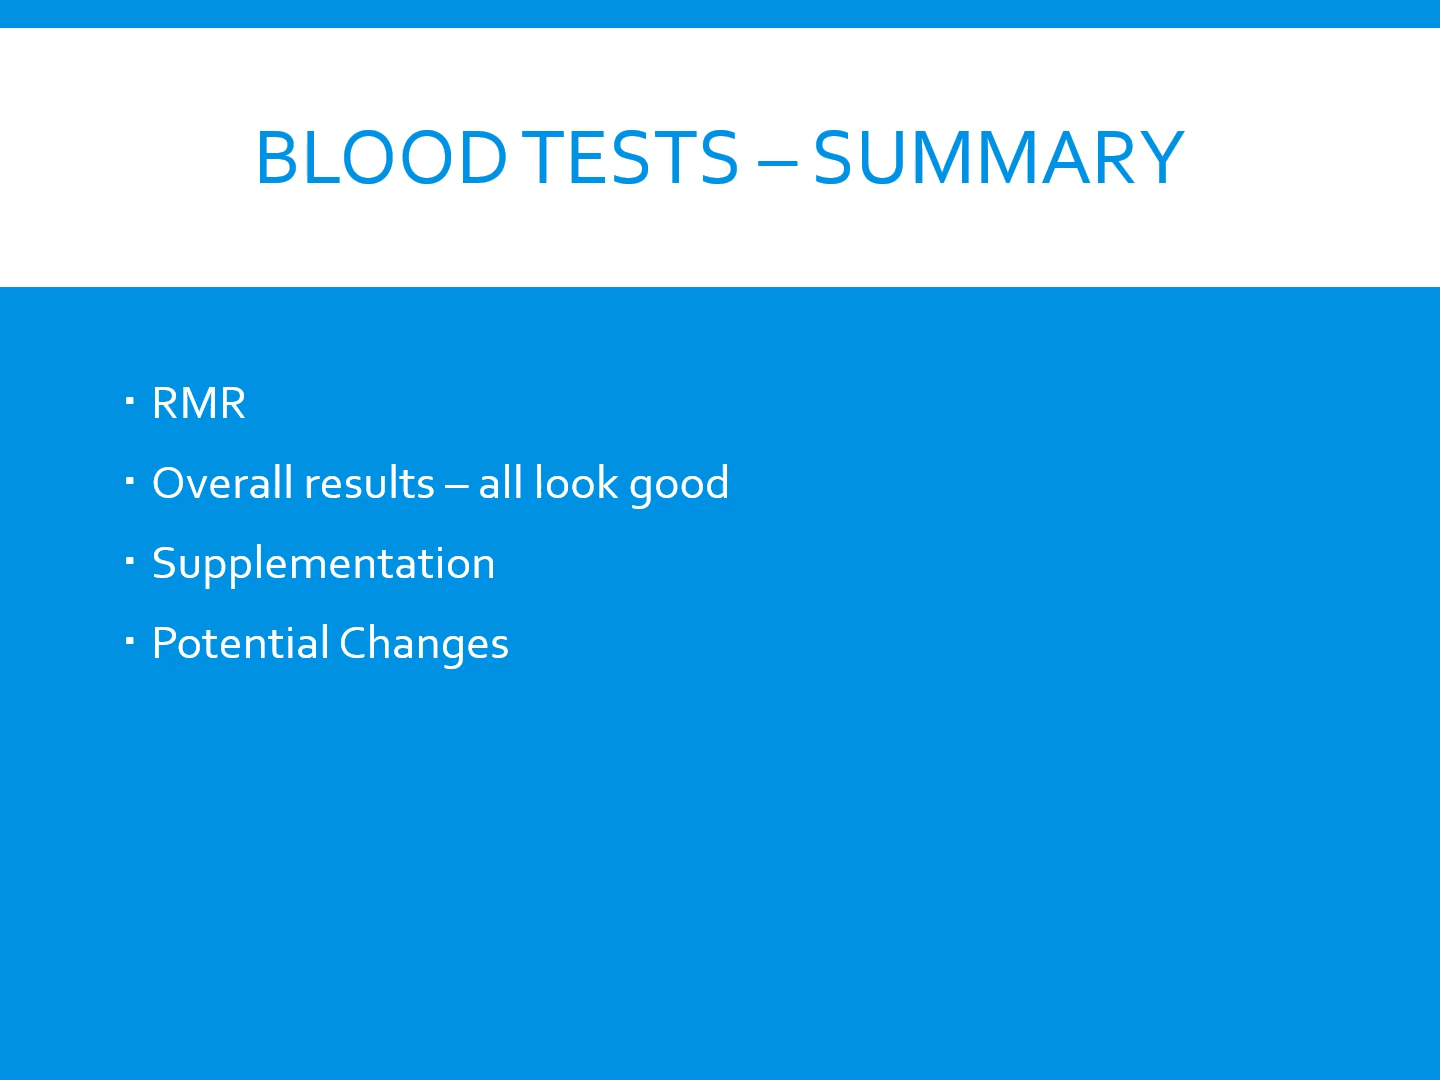 BLOOD TESTS – SUMMARY
▪ RMR
▪ Overall results – all look good
▪ Supplementation
▪ Potential Changes